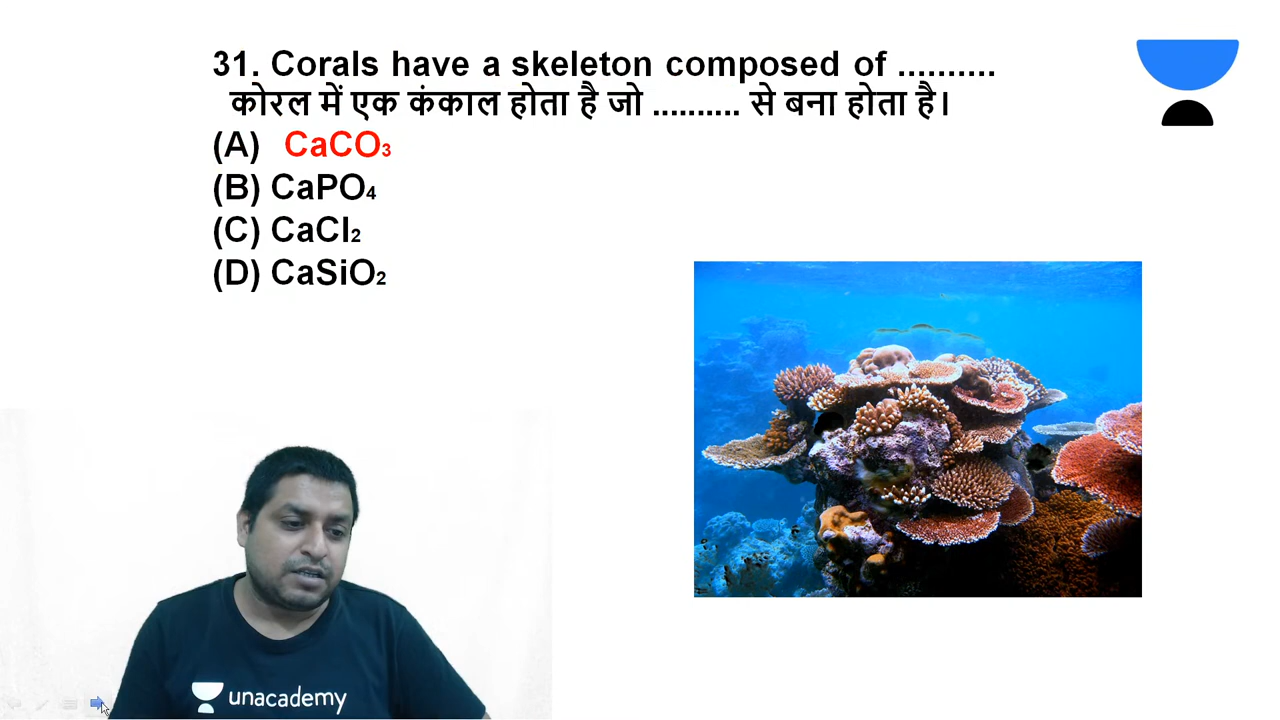 31. Corals have a skeleton composed of ..........
कोरल में एक कंकाल होता है जो .......... से बना होता है।
(A) CaCO₃
(B) CaPO₄
(C) CaCl₂
(D) CaSiO₂
unacademy